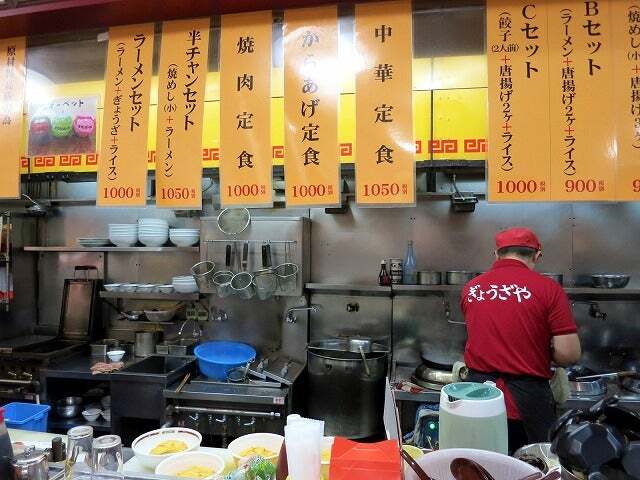 ラーメンセット
(ラーメン+ぎょうざ+ライス)
1000
半チャンセット
(焼めし(小)+ラーメン)
1050
焼肉定食
1000
からあげ定食
1000
中華定食
1050
Cセット
(餃子(2人前)+唐揚げ2ヶ+ライス)
1000
Bセット
(ラーメン+唐揚げ2ヶ+ライス)
900
ぎょうざや